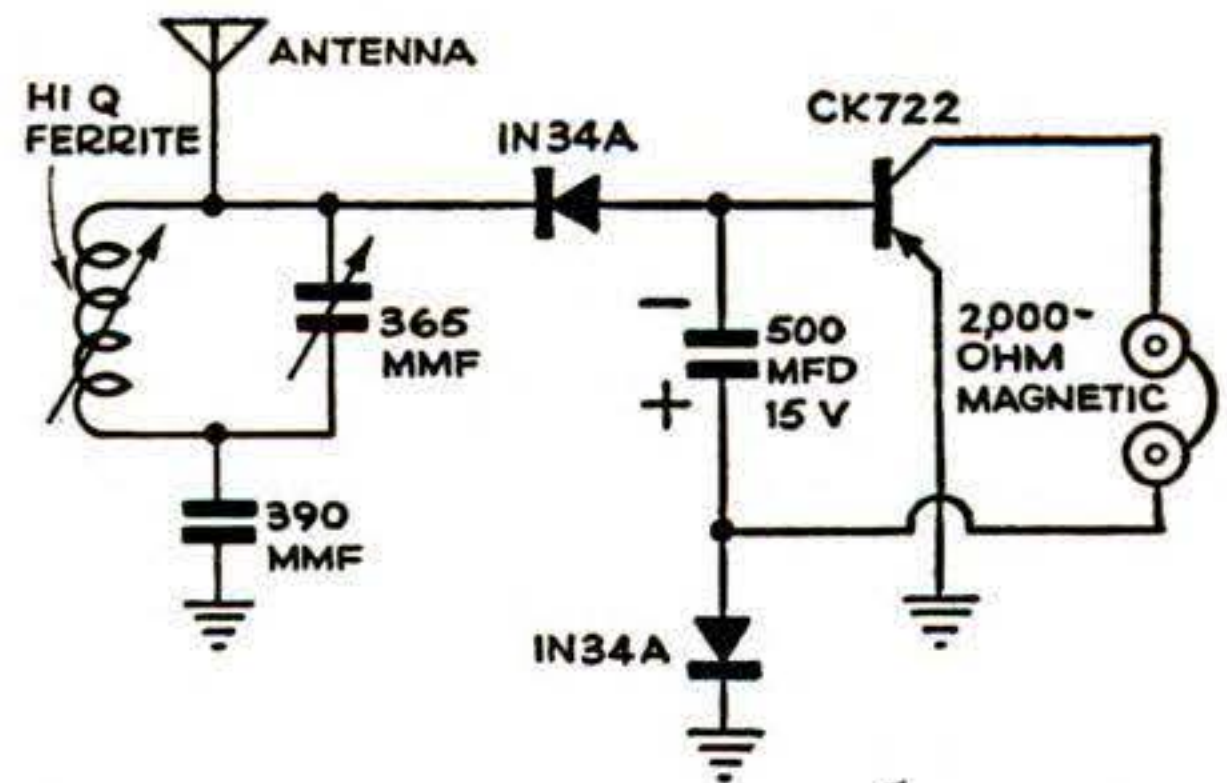 ANTENNA
HI Q
FERRITE
IN34A
CK722
365
MMF
390
MMF
−
+
500
MFD
15 V
2,000-
OHM
MAGNETIC
IN34A